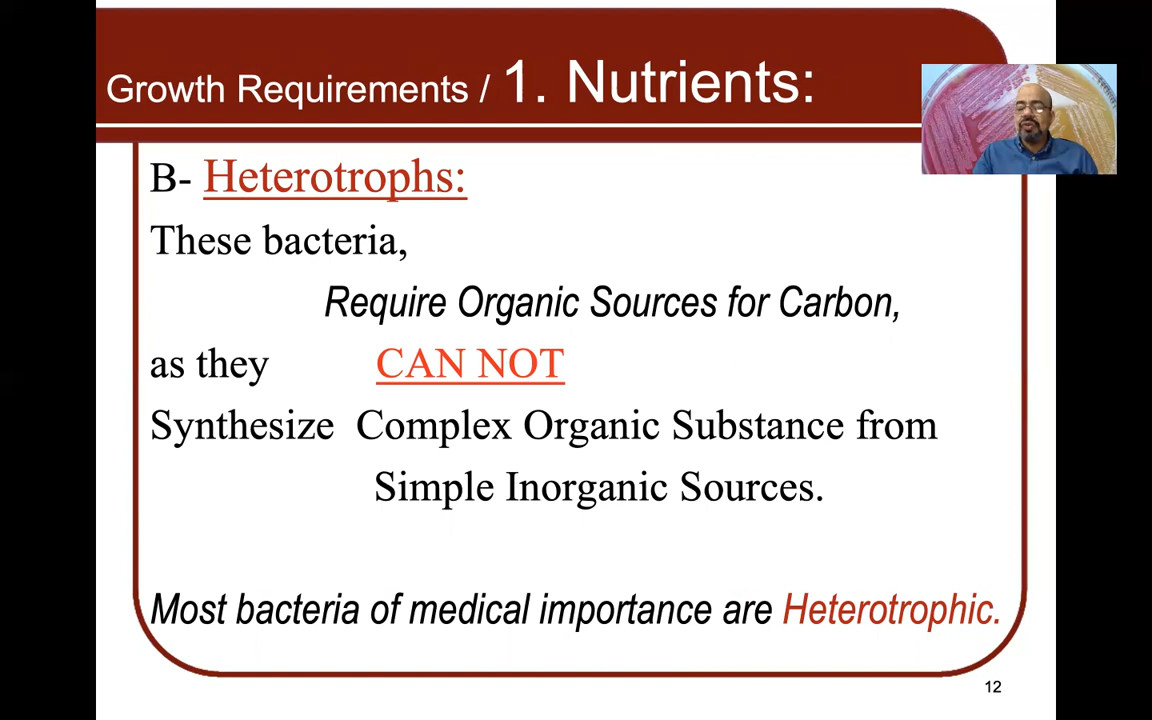 Growth Requirements / 1. Nutrients:
B- Heterotrophs:
These bacteria,
Require Organic Sources for Carbon,
as they CAN NOT
Synthesize Complex Organic Substance from
Simple Inorganic Sources.
Most bacteria of medical importance are Heterotrophic.
12